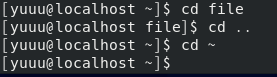 [yuuu@localhost ~]$ cd file
[yuuu@localhost file]$ cd ..
[yuuu@localhost ~]$ cd ~
[yuuu@localhost ~]$